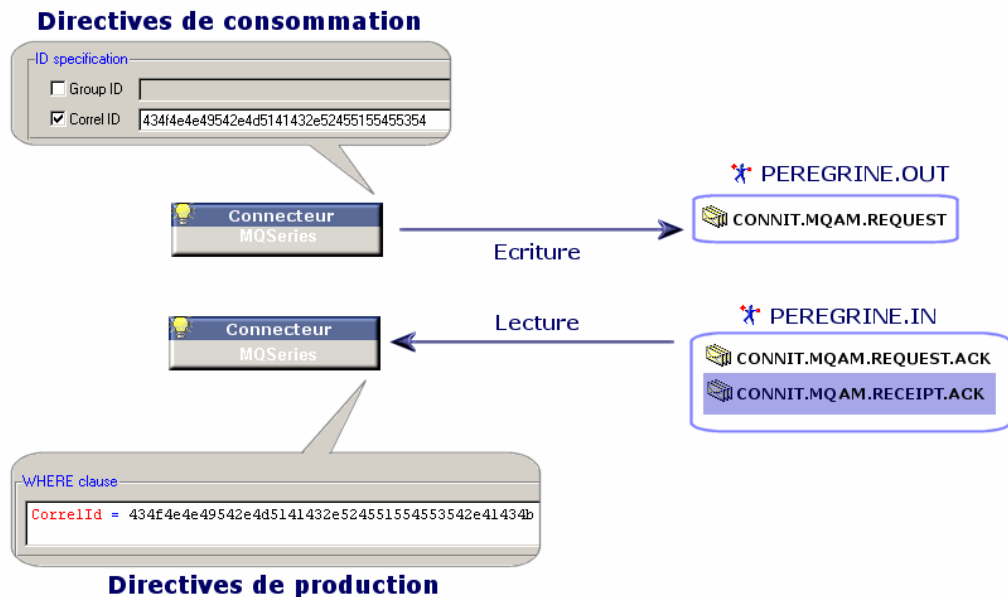 Directives de consommation
ID specification
Group ID
Correl ID 434f4e4e49542e4d5141432e52455155455354
PEREGRINE.OUT
Connecteur
MQSeries
CONNIT.MQAM.REQUEST
Ecriture
PEREGRINE.IN
Lecture
Connecteur
MQSeries
CONNIT.MQAM.REQUEST.ACK
CONNIT.MQAM.RECEIPT.ACK
WHERE clause
CorrelId = 434f4e4e49542e4d5141432e524551554553542e41434b
Directives de production